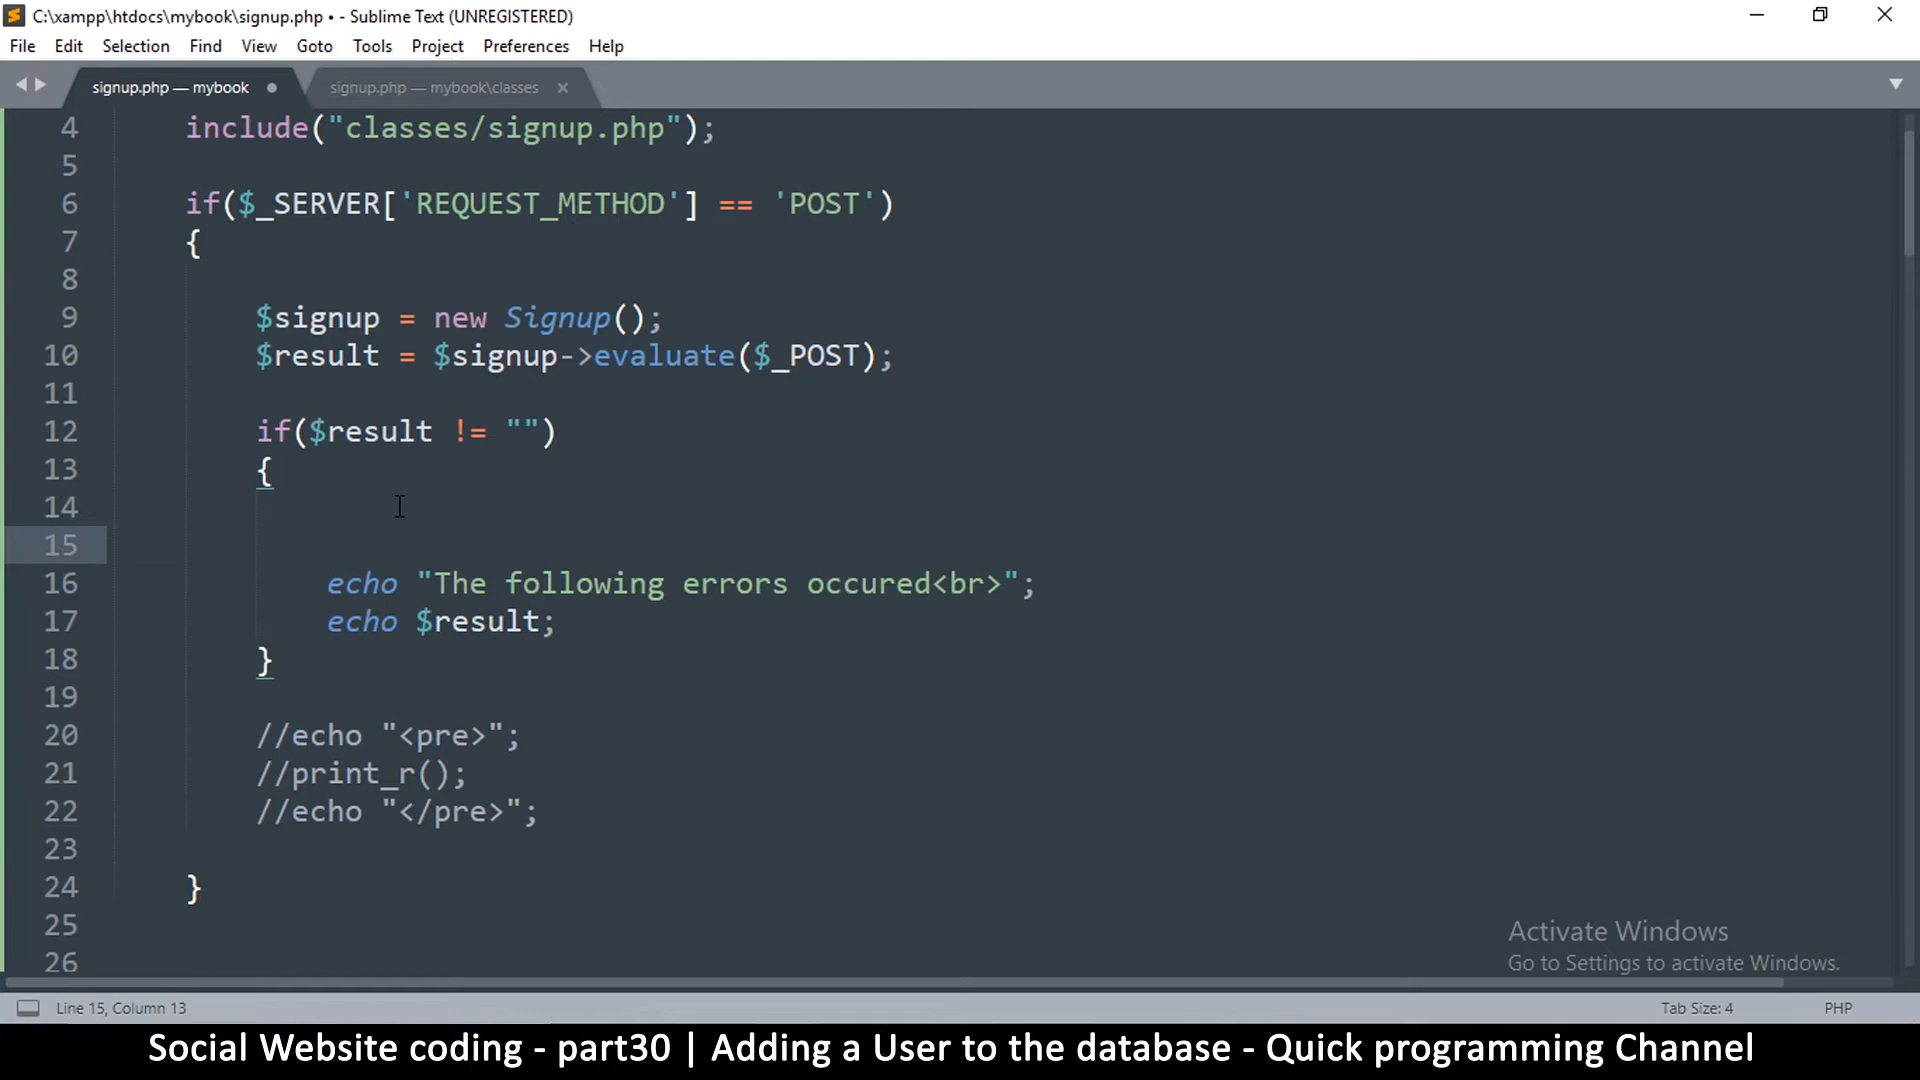 C:\xampp\htdocs\mybook\signup.php • - Sublime Text (UNREGISTERED)
File Edit Selection Find View Goto Tools Project Preferences Help
signup.php — mybook signup.php — mybook\classes
4 include("classes/signup.php");
5
6 if($_SERVER['REQUEST_METHOD'] == 'POST')
7 {
8
9 $signup = new Signup();
10 $result = $signup->evaluate($_POST);
11
12 if($result != "")
13 {
14
15
16 echo "The following errors occured<br>";
17 echo $result;
18 }
19
20 //echo "<pre>";
21 //print_r();
22 //echo "</pre>";
23
24 }
25
26
Activate Windows
Go to Settings to activate Windows.
Line 15, Column 13 Tab Size: 4 PHP
Social Website coding - part30 | Adding a User to the database - Quick programming Channel